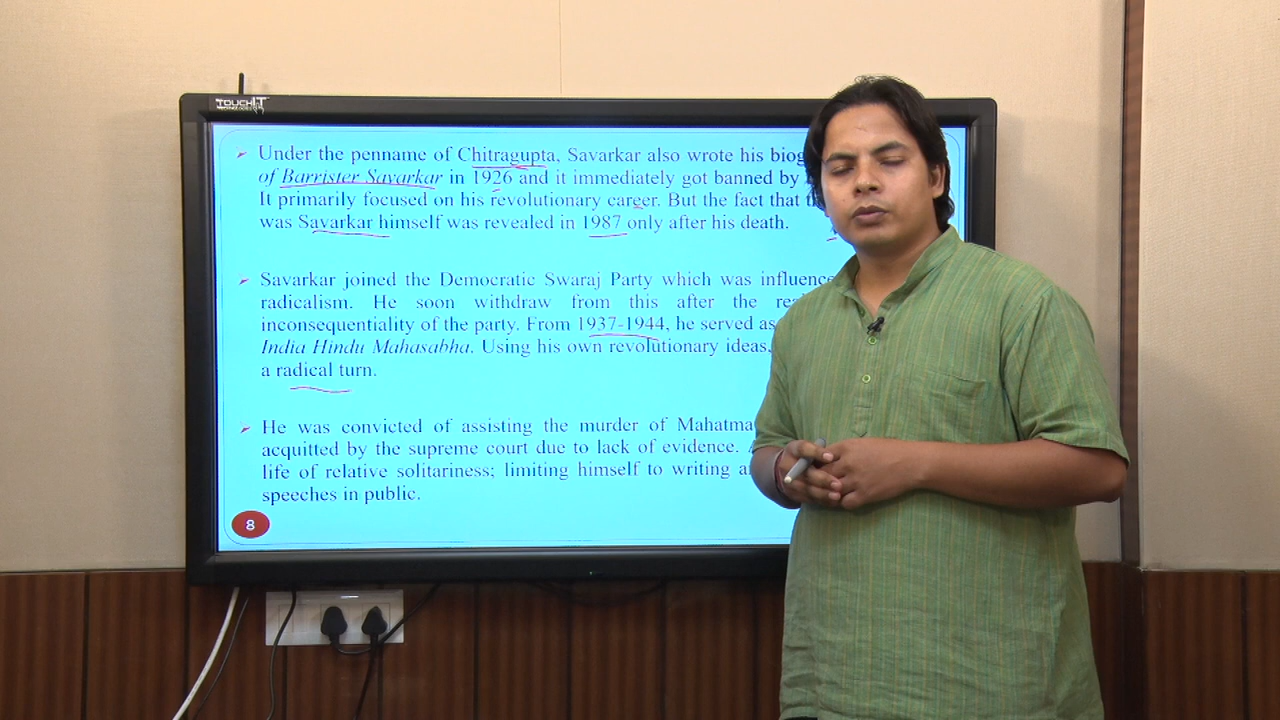 TOUCHIT
TECHNOLOGIES
Under the penname of Chitragupta, Savarkar also wrote his biog
of Barrister Savarkar in 1926 and it immediately got banned by
It primarily focused on his revolutionary career. But the fact that
was Savarkar himself was revealed in 1987 only after his death.
Savarkar joined the Democratic Swaraj Party which was influence
radicalism. He soon withdraw from this after the
inconsequentiality of the party. From 1937-1944, he served as
India Hindu Mahasabha. Using his own revolutionary ideas,
a radical turn.
He was convicted of assisting the murder of Mahatma
acquitted by the supreme court due to lack of evidence.
life of relative solitariness; limiting himself to writing
speeches in public.
8